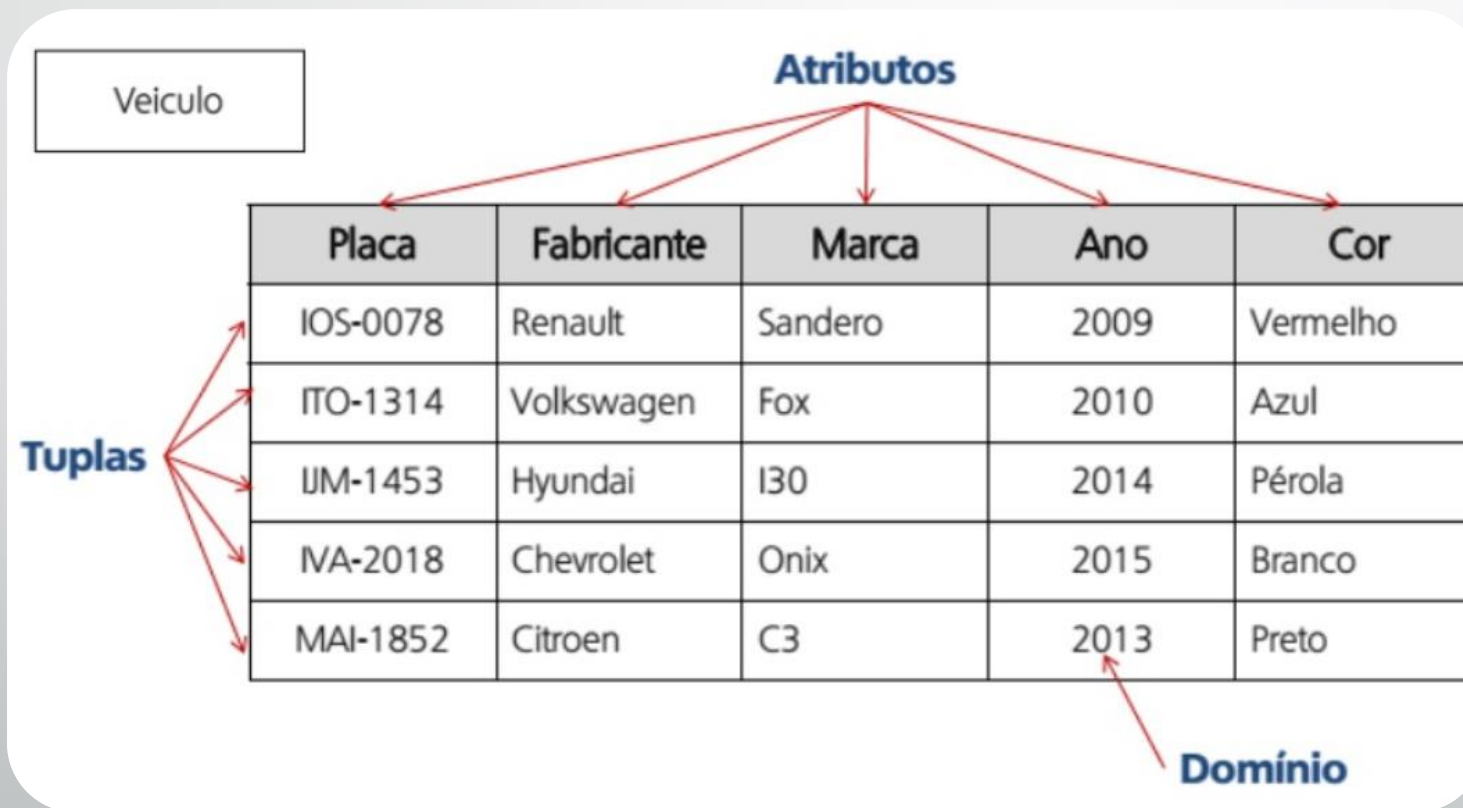 Veiculo
Atributos
Placa Fabricante Marca Ano Cor
IOS-0078 Renault Sandero 2009 Vermelho
ITO-1314 Volkswagen Fox 2010 Azul
Tuplas
IJM-1453 Hyundai I30 2014 Pérola
IVA-2018 Chevrolet Onix 2015 Branco
MAI-1852 Citroen C3 2013 Preto
Domínio